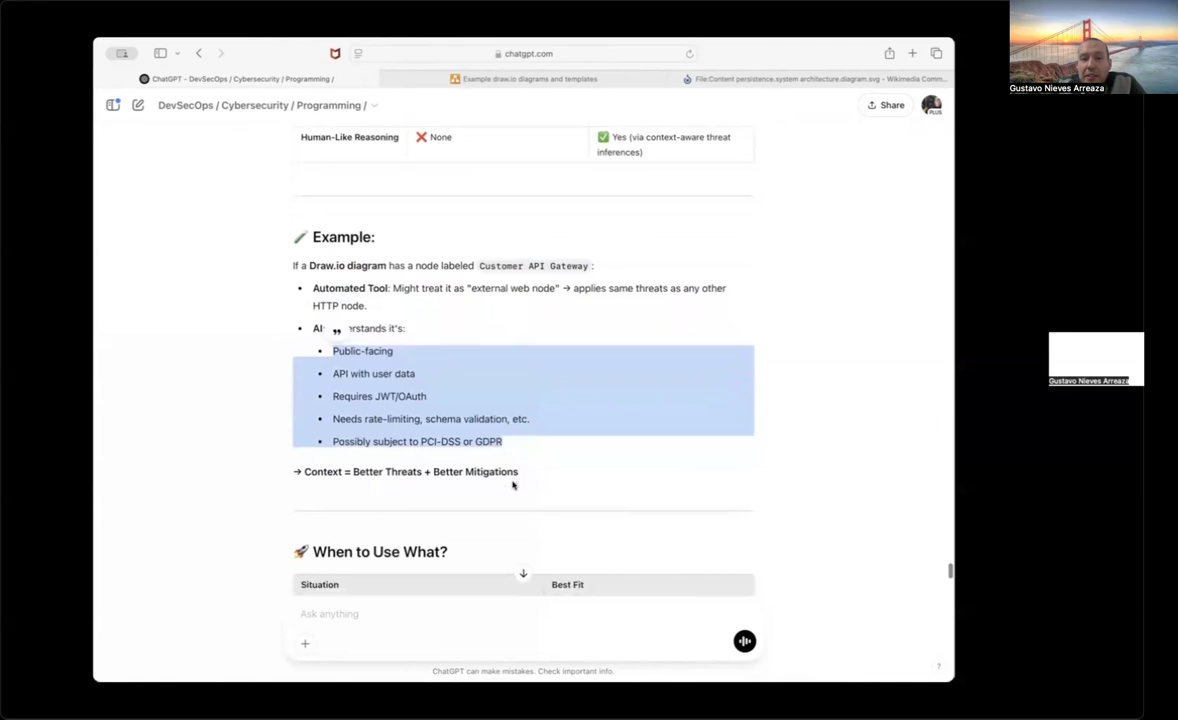 chatgpt.com
ChatGPT - DevSecOps / Cybersecurity / Programming /
Example draw.io diagrams and templates
File:Content persistence.system architecture.diagram.svg - Wikimedia Comm...
Gustavo Nieves Arreaza
DevSecOps / Cybersecurity / Programming /
Share
PLUS
Human-Like Reasoning
❌ None
✅ Yes (via context-aware threat
inferences)
Example:
If a Draw.io diagram has a node labeled Customer API Gateway :
• Automated Tool: Might treat it as "external web node" → applies same threats as any other
HTTP node.
• AI erstands it's:
• Public-facing
• API with user data
• Requires JWT/OAuth
• Needs rate-limiting, schema validation, etc.
• Possibly subject to PCI-DSS or GDPR
→ Context = Better Threats + Better Mitigations
Gustavo Nieves Arreaza
🚀 When to Use What?
Situation
Best Fit
Ask anything
ChatGPT can make mistakes. Check important info.
?